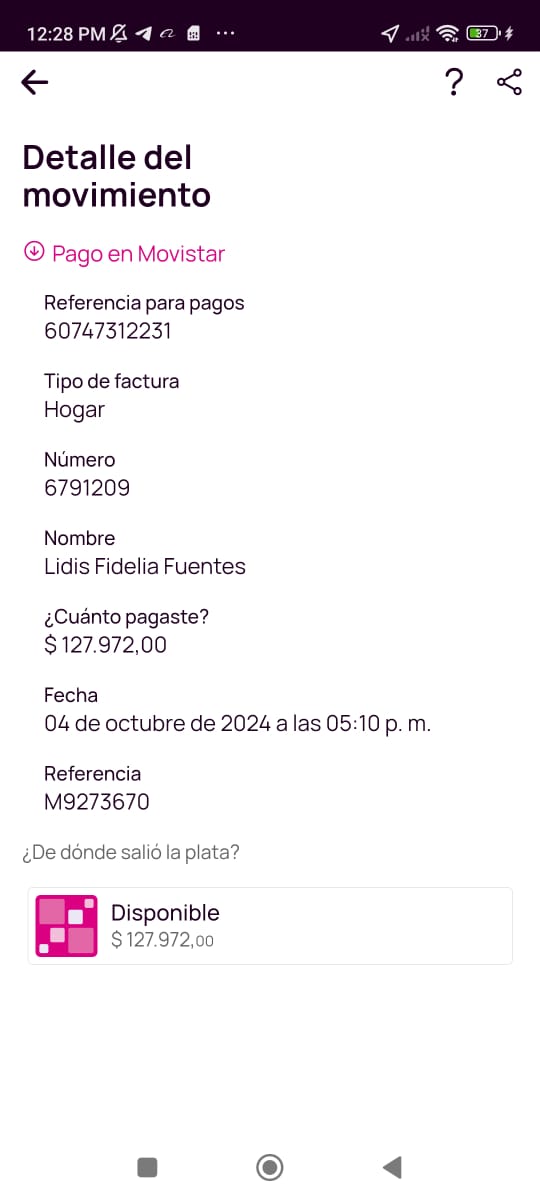 12:28 PM
37
?
Detalle del
movimiento
Pago en Movistar
Referencia para pagos
60747312231
Tipo de factura
Hogar
Número
6791209
Nombre
Lidis Fidelia Fuentes
¿Cuánto pagaste?
$ 127.972,00
Fecha
04 de octubre de 2024 a las 05:10 p. m.
Referencia
M9273670
¿De dónde salió la plata?
Disponible
$ 127.972,00